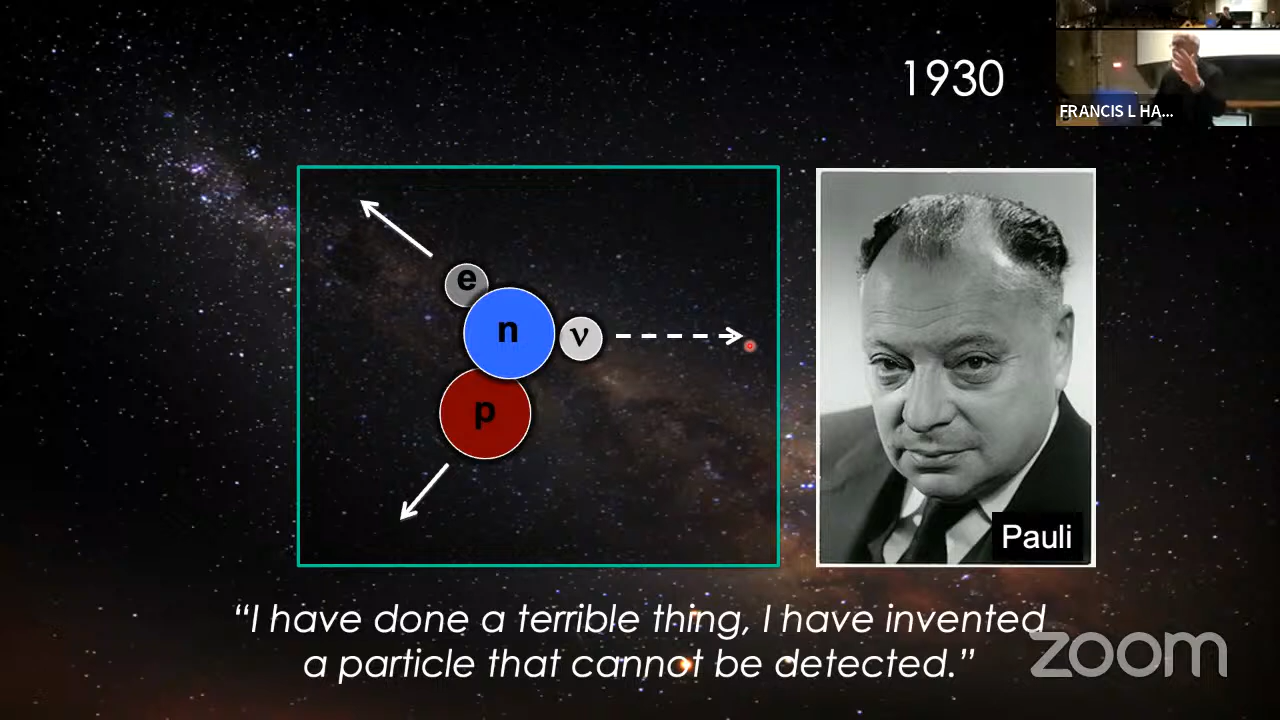 1930
FRANCIS L HA...
e
n
ν
p
Pauli
“I have done a terrible thing, I have invented
a particle that cannot be detected.”
zoom